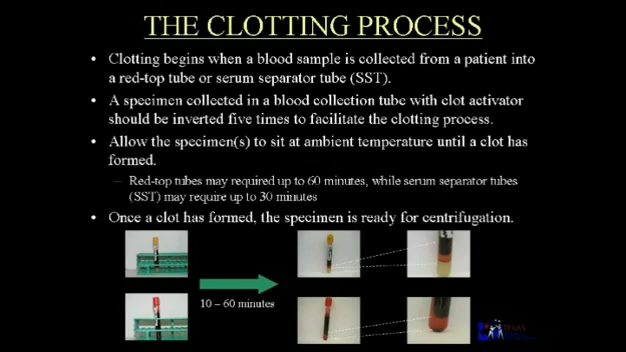 THE CLOTTING PROCESS
• Clotting begins when a blood sample is collected from a patient into
a red-top tube or serum separator tube (SST).
• A specimen collected in a blood collection tube with clot activator
should be inverted five times to facilitate the clotting process.
• Allow the specimen(s) to sit at ambient temperature until a clot has
formed.
– Red-top tubes may required up to 60 minutes, while serum separator tubes
(SST) may require up to 30 minutes
• Once a clot has formed, the specimen is ready for centrifugation.
10 – 60 minutes
TEXAS